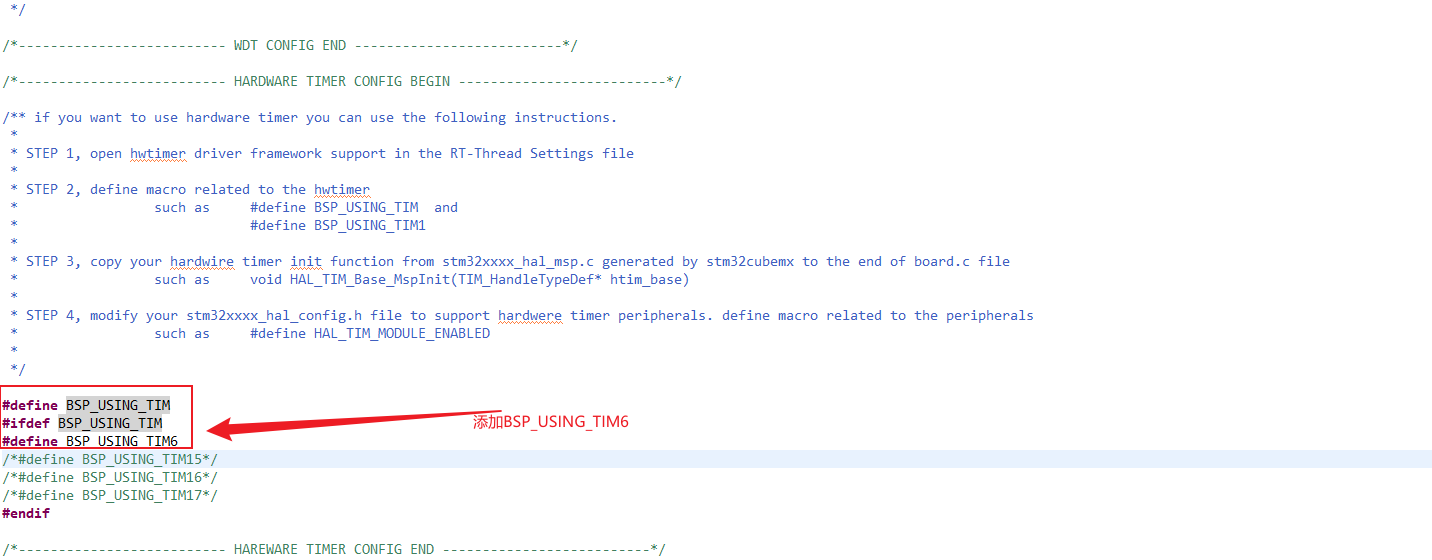 */
/*-------------------------- WDT CONFIG END --------------------------*/
/*-------------------------- HARDWARE TIMER CONFIG BEGIN --------------------------*/
/** if you want to use hardware timer you can use the following instructions.
*
* STEP 1, open hwtimer driver framework support in the RT-Thread Settings file
*
* STEP 2, define macro related to the hwtimer
* such as #define BSP_USING_TIM and
* #define BSP_USING_TIM1
*
* STEP 3, copy your hardwire timer init function from stm32xxxx_hal_msp.c generated by stm32cubemx to the end of board.c file
* such as void HAL_TIM_Base_MspInit(TIM_HandleTypeDef* htim_base)
*
* STEP 4, modify your stm32xxxx_hal_config.h file to support hardwere timer peripherals. define macro related to the peripherals
* such as #define HAL_TIM_MODULE_ENABLED
*
*/
#define BSP_USING_TIM
#ifdef BSP_USING_TIM
#define BSP_USING_TIM6
添加BSP_USING_TIM6
/*#define BSP_USING_TIM15*/
/*#define BSP_USING_TIM16*/
/*#define BSP_USING_TIM17*/
#endif
/*-------------------------- HAREWARE TIMER CONFIG END --------------------------*/